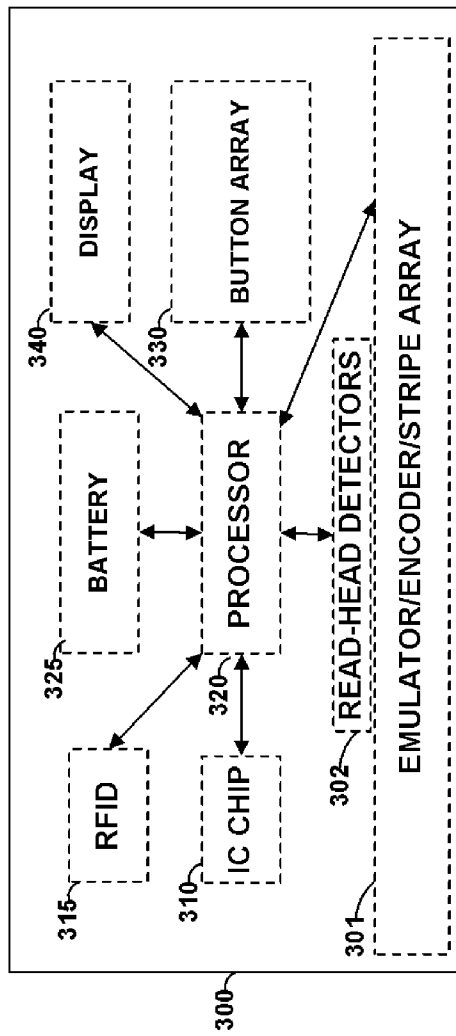 315
RFID
325
BATTERY
340
DISPLAY
310
IC CHIP
320
PROCESSOR
330
BUTTON ARRAY
302
READ-HEAD DETECTORS
301
EMULATOR/ENCODER/STRIPE ARRAY
300